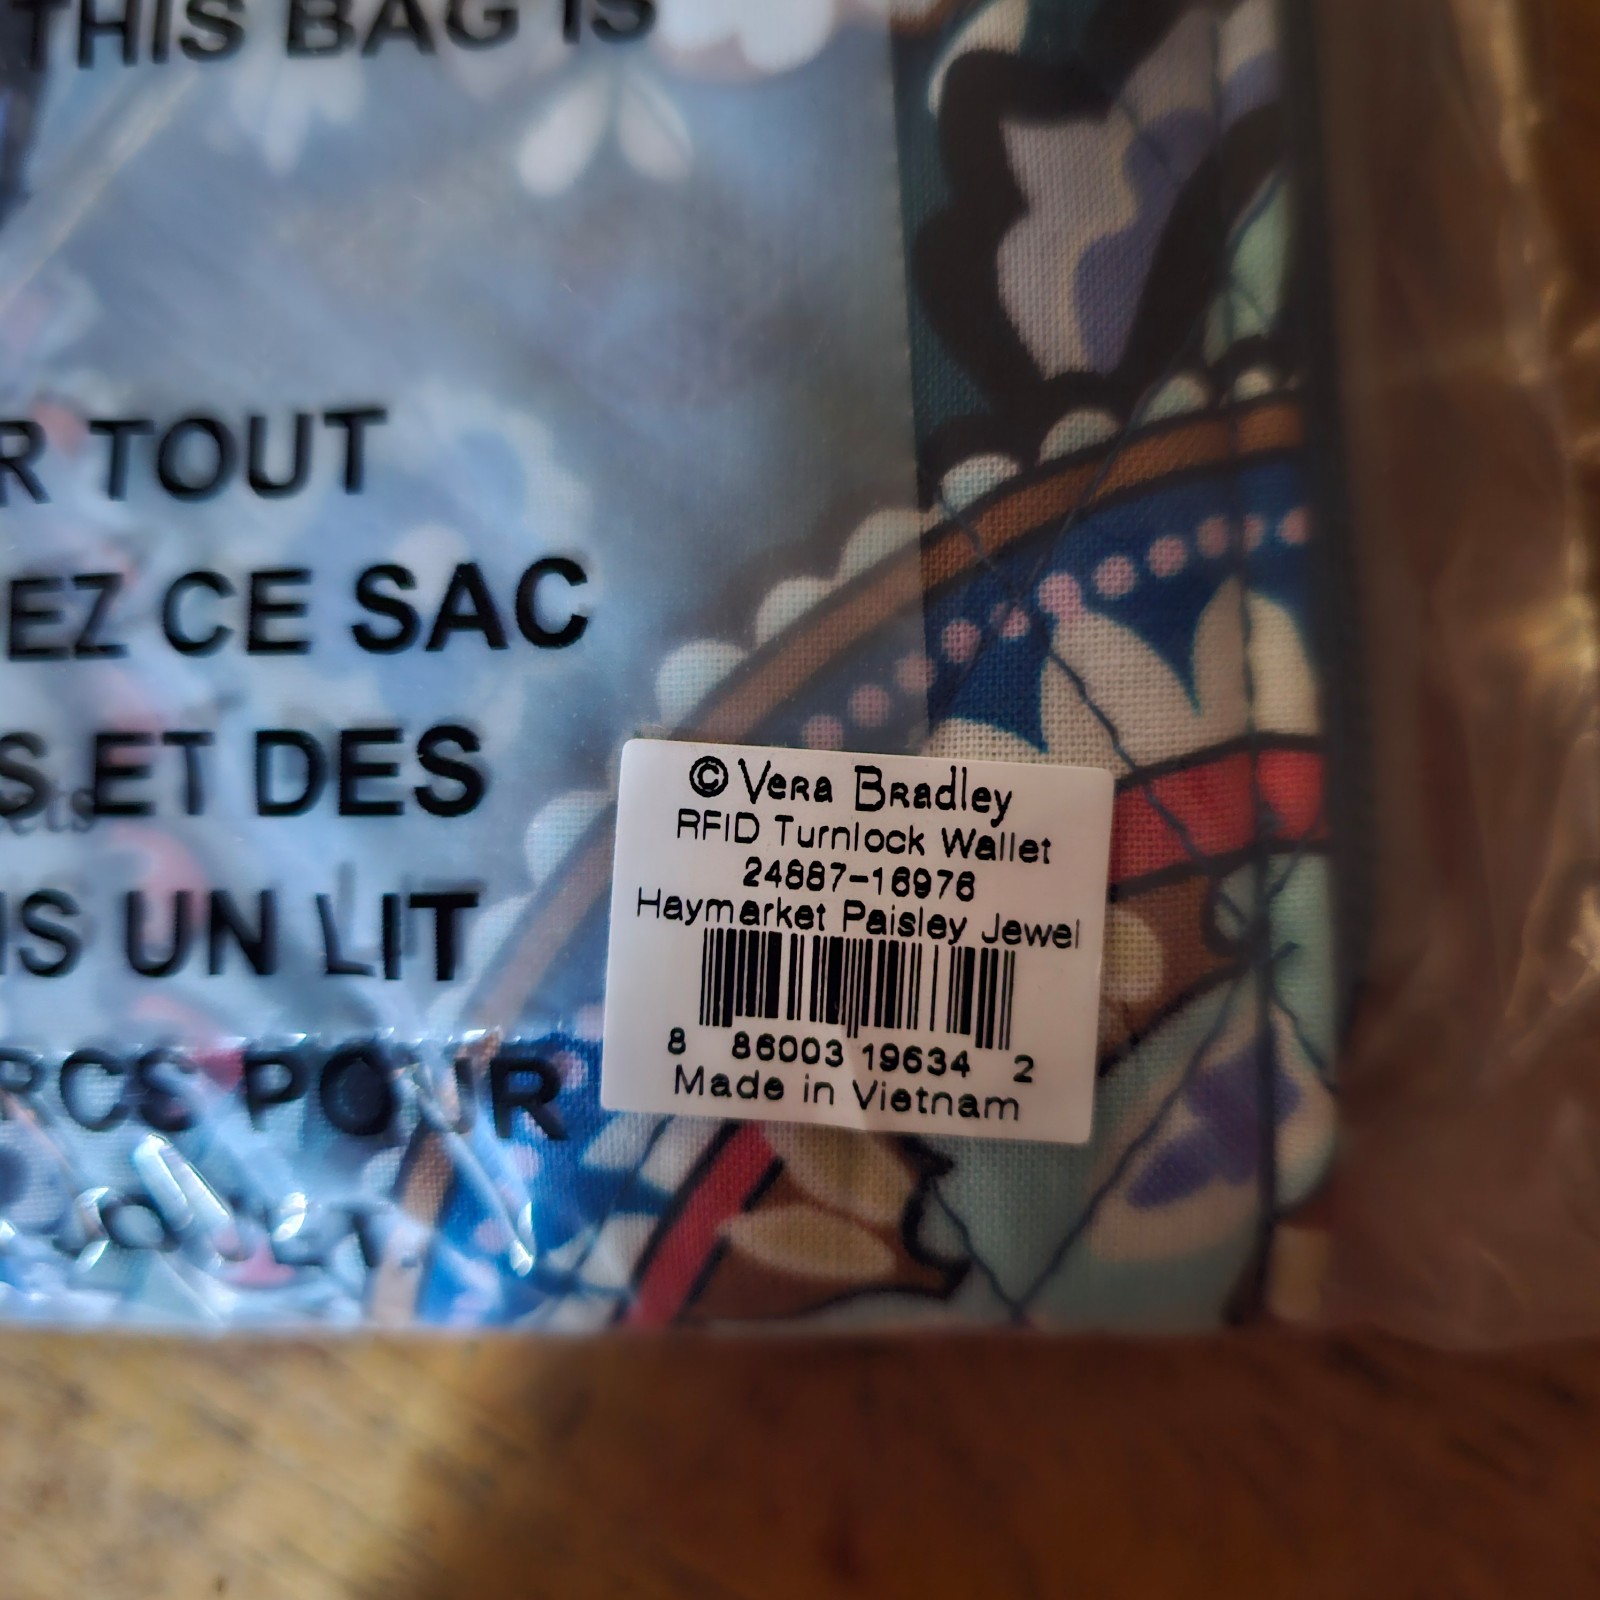 THIS BAG IS
R TOUT
EZ CE SAC
S ET DES
IS UN LIT
RCS POUR
JOUET.
© Vera Bradley
RFID Turnlock Wallet
24887-16976
Haymarket Paisley Jewel
8 86003 19634 2
Made in Vietnam